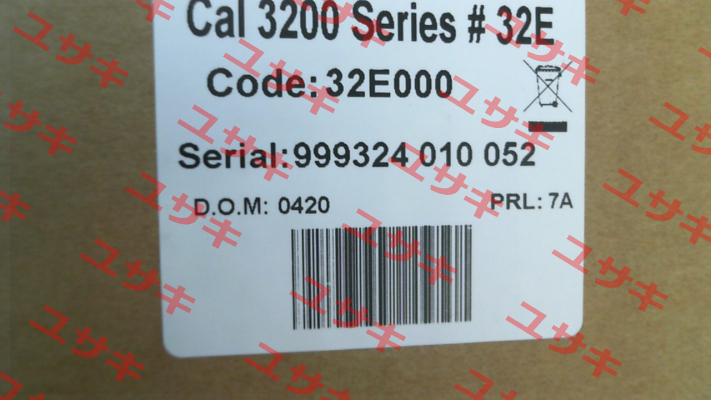 Cal 3200 Series # 32E
Code: 32E000
Serial: 999324 010 052
D.O.M: 0420
PRL: 7A
ユサキ